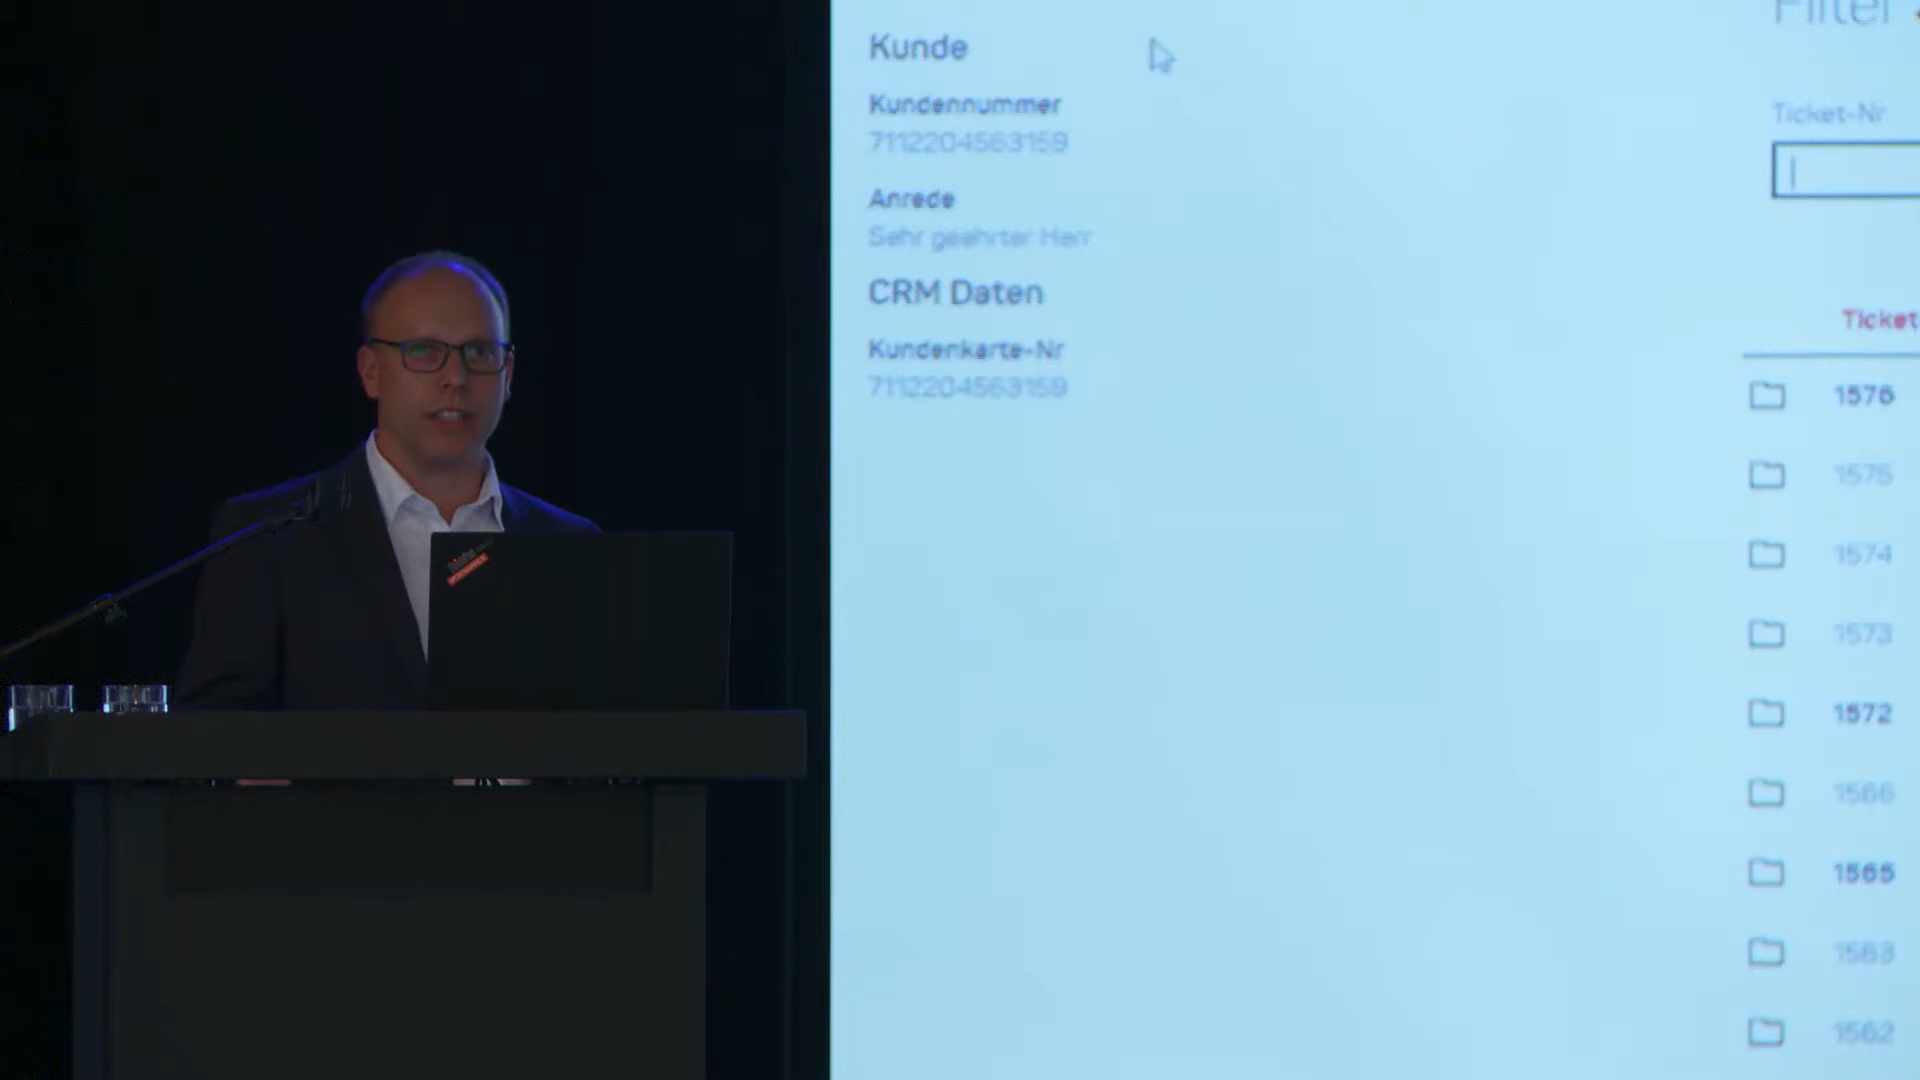 Kunde
Kundennummer
7112204563159
Anrede
Sehr geehrter Herr
CRM Daten
Kundenkarte-Nr
7112204563159
Filter
Ticket-Nr
Ticket
1576
1575
1574
1573
1572
1566
1565
1563
1562